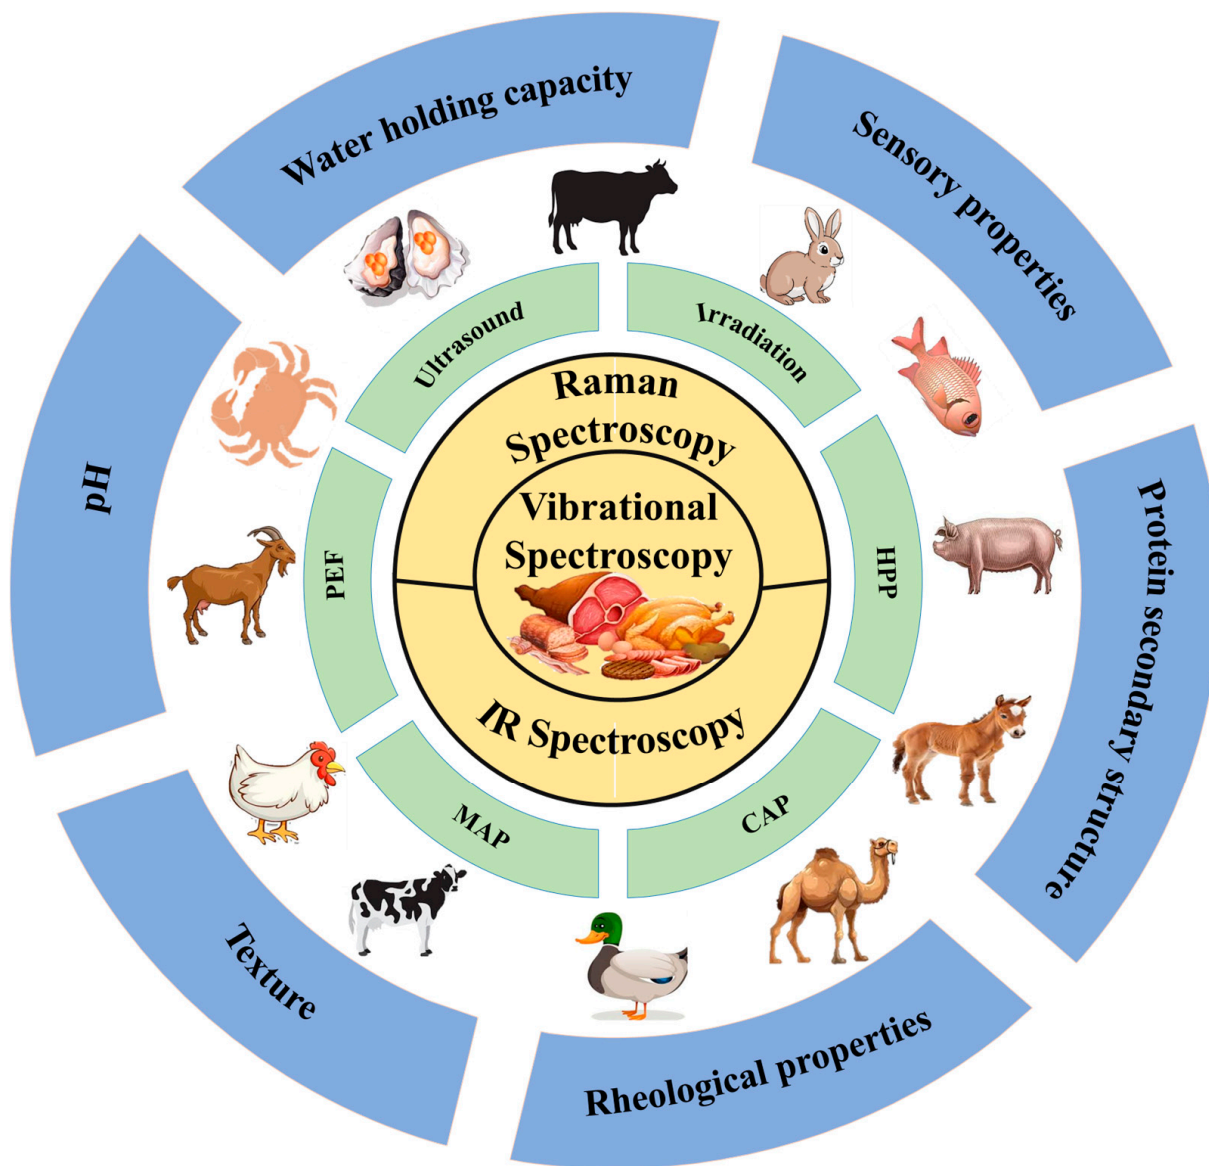 Water holding capacity
Sensory properties
Protein secondary structure
Rheological properties
Texture
pH
Ultrasound
Irradiation
HPP
CAP
MAP
PEF
Raman
Spectroscopy
Vibrational
Spectroscopy
IR Spectroscopy